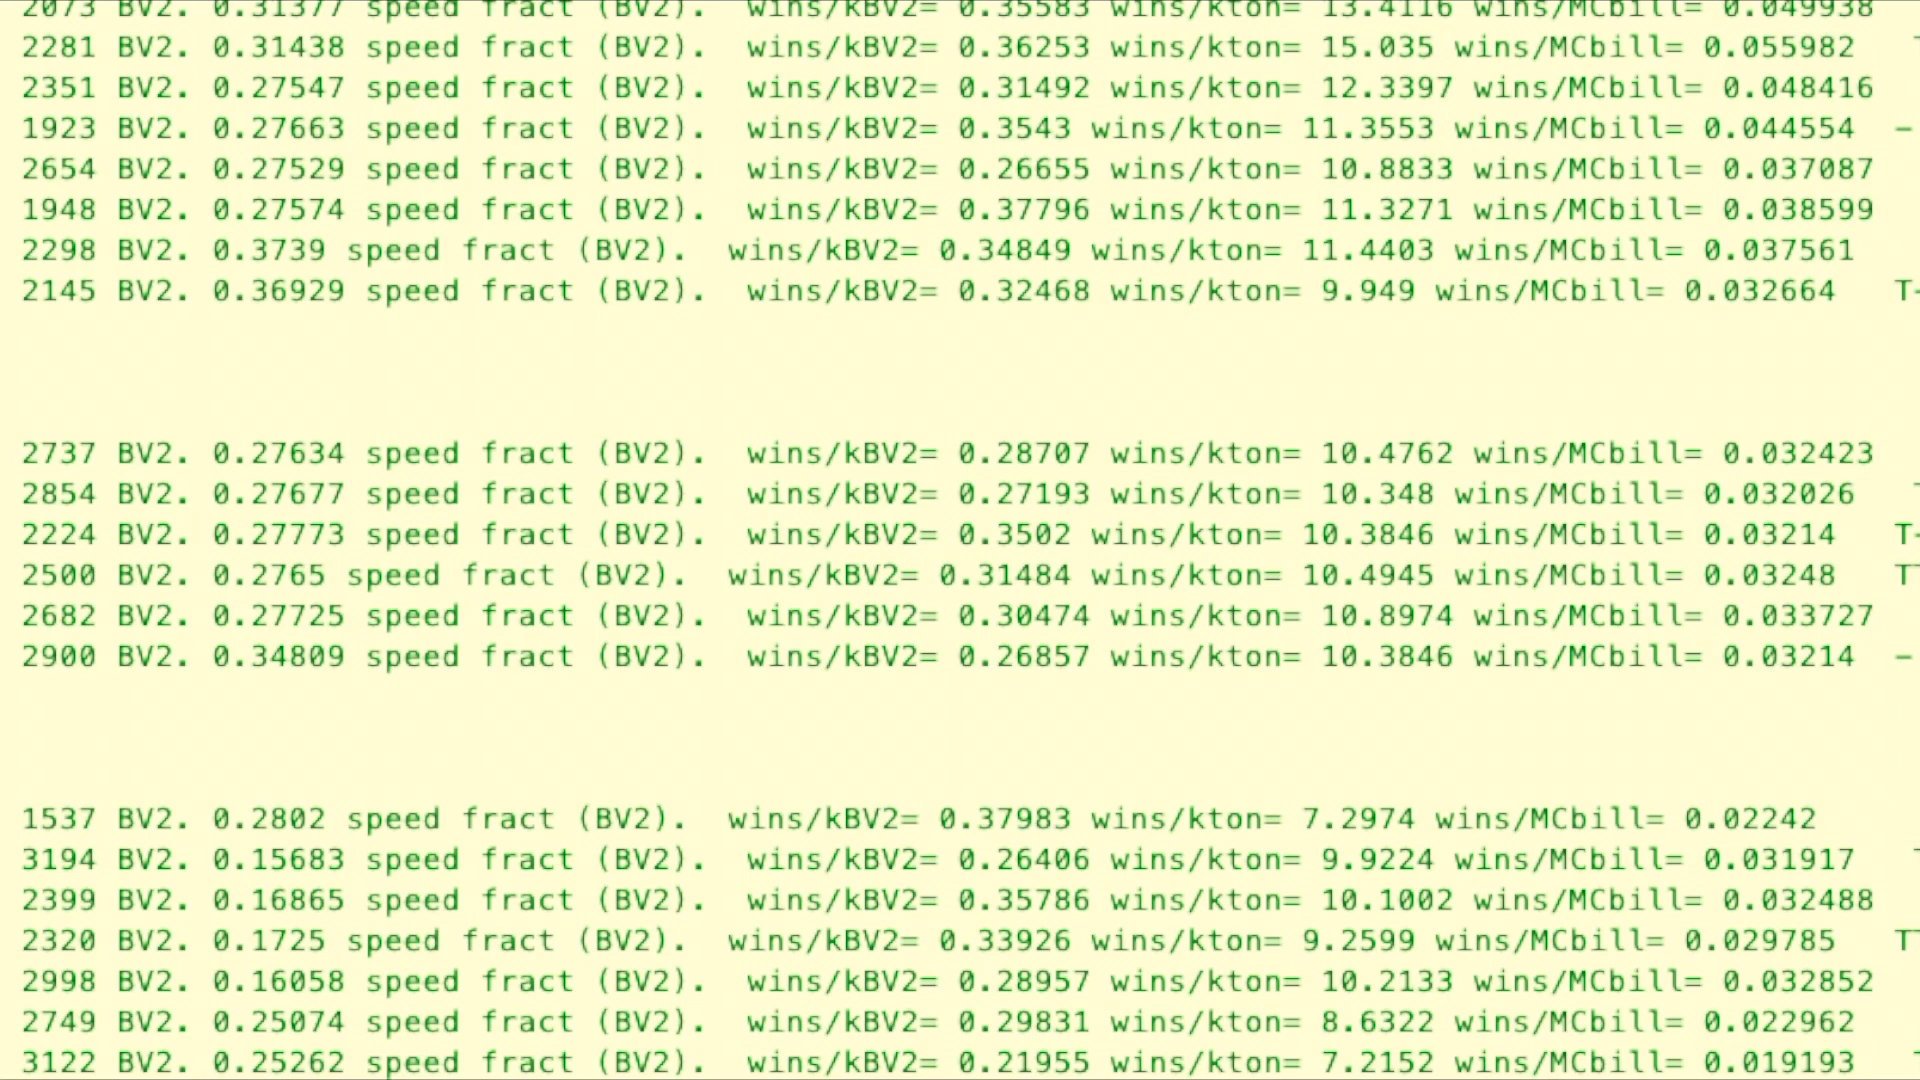 2073 BV2. 0.31377 speed fract (BV2).  wins/kBV2= 0.35583 wins/kton= 13.4116 wins/MCbill= 0.049938
2281 BV2. 0.31438 speed fract (BV2).  wins/kBV2= 0.36253 wins/kton= 15.035 wins/MCbill= 0.055982
2351 BV2. 0.27547 speed fract (BV2).  wins/kBV2= 0.31492 wins/kton= 12.3397 wins/MCbill= 0.048416
1923 BV2. 0.27663 speed fract (BV2).  wins/kBV2= 0.3543 wins/kton= 11.3553 wins/MCbill= 0.044554  -
2654 BV2. 0.27529 speed fract (BV2).  wins/kBV2= 0.26655 wins/kton= 10.8833 wins/MCbill= 0.037087
1948 BV2. 0.27574 speed fract (BV2).  wins/kBV2= 0.37796 wins/kton= 11.3271 wins/MCbill= 0.038599
2298 BV2. 0.3739 speed fract (BV2).  wins/kBV2= 0.34849 wins/kton= 11.4403 wins/MCbill= 0.037561
2145 BV2. 0.36929 speed fract (BV2).  wins/kBV2= 0.32468 wins/kton= 9.949 wins/MCbill= 0.032664   T-
2737 BV2. 0.27634 speed fract (BV2).  wins/kBV2= 0.28707 wins/kton= 10.4762 wins/MCbill= 0.032423
2854 BV2. 0.27677 speed fract (BV2).  wins/kBV2= 0.27193 wins/kton= 10.348 wins/MCbill= 0.032026
2224 BV2. 0.27773 speed fract (BV2).  wins/kBV2= 0.3502 wins/kton= 10.3846 wins/MCbill= 0.03214   T-
2500 BV2. 0.2765 speed fract (BV2).  wins/kBV2= 0.31484 wins/kton= 10.4945 wins/MCbill= 0.03248   T
2682 BV2. 0.27725 speed fract (BV2).  wins/kBV2= 0.30474 wins/kton= 10.8974 wins/MCbill= 0.033727
2900 BV2. 0.34809 speed fract (BV2).  wins/kBV2= 0.26857 wins/kton= 10.3846 wins/MCbill= 0.03214  -
1537 BV2. 0.2802 speed fract (BV2).  wins/kBV2= 0.37983 wins/kton= 7.2974 wins/MCbill= 0.02242
3194 BV2. 0.15683 speed fract (BV2).  wins/kBV2= 0.26406 wins/kton= 9.9224 wins/MCbill= 0.031917
2399 BV2. 0.16865 speed fract (BV2).  wins/kBV2= 0.35786 wins/kton= 10.1002 wins/MCbill= 0.032488
2320 BV2. 0.1725 speed fract (BV2).  wins/kBV2= 0.33926 wins/kton= 9.2599 wins/MCbill= 0.029785   T
2998 BV2. 0.16058 speed fract (BV2).  wins/kBV2= 0.28957 wins/kton= 10.2133 wins/MCbill= 0.032852
2749 BV2. 0.25074 speed fract (BV2).  wins/kBV2= 0.29831 wins/kton= 8.6322 wins/MCbill= 0.022962
3122 BV2. 0.25262 speed fract (BV2).  wins/kBV2= 0.21955 wins/kton= 7.2152 wins/MCbill= 0.019193